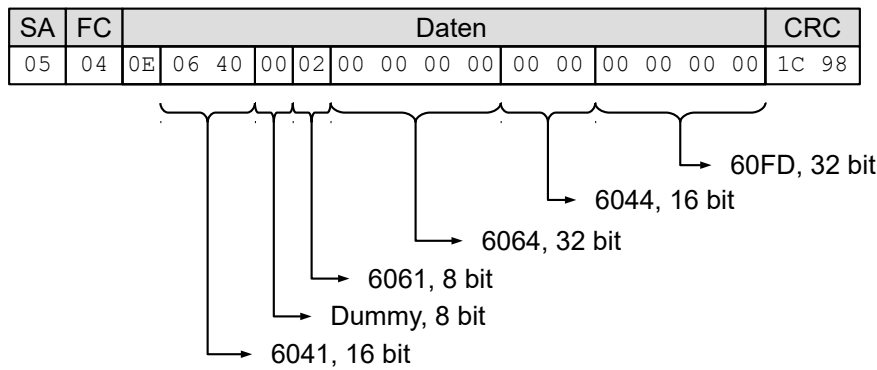 SA FC Daten CRC
05 04 0E 06 40 00 02 00 00 00 00 00 00 00 00 00 00 1C 98
60FD, 32 bit
6044, 16 bit
6064, 32 bit
6061, 8 bit
Dummy, 8 bit
6041, 16 bit